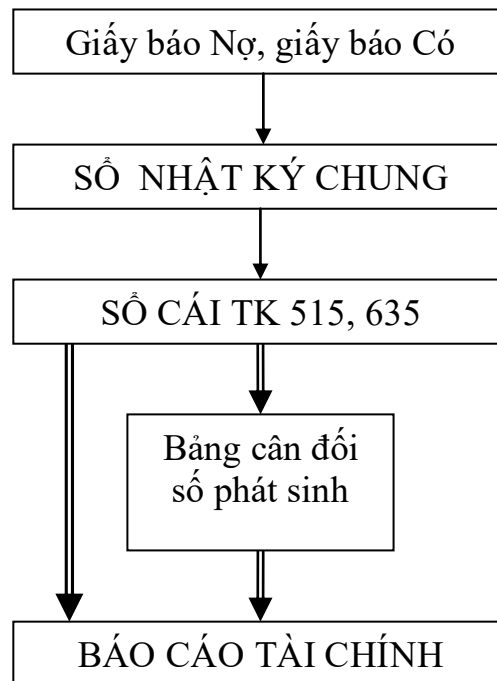 Giấy báo Nợ, giấy báo Có
SỔ NHẬT KÝ CHUNG
SỔ CÁI TK 515, 635
Bảng cân đối
số phát sinh
BÁO CÁO TÀI CHÍNH